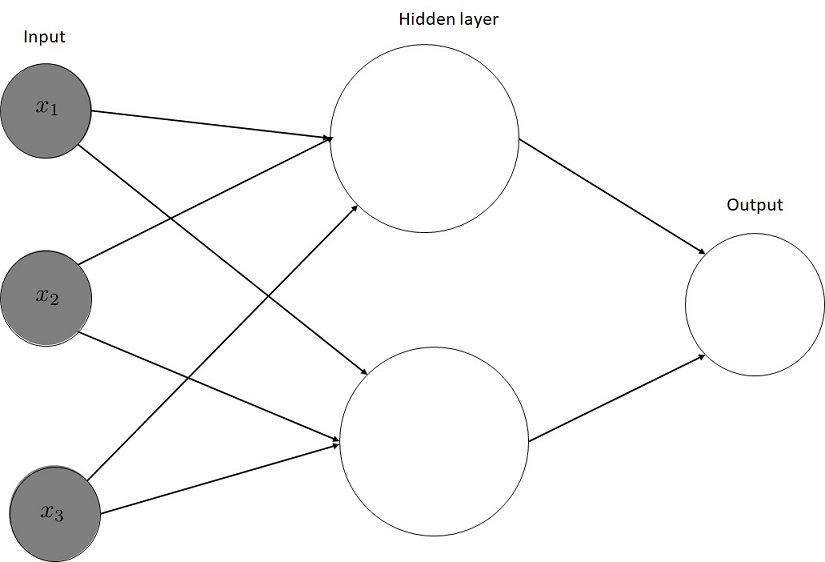 Hidden layer
Input
x₁
Output
x₂
x₃